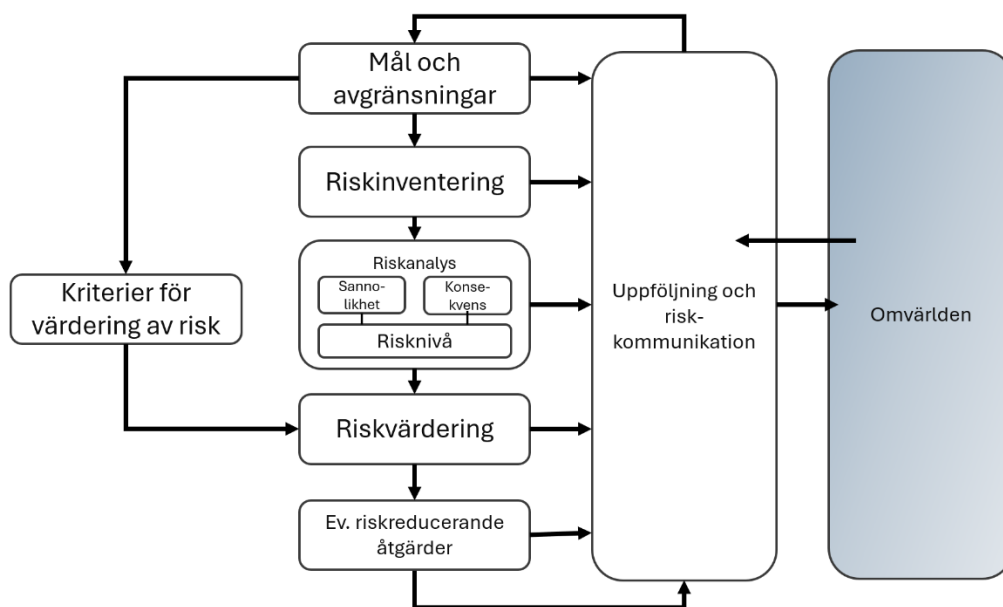 Mål och
avgränsningar
Riskinventering
Riskanalys
Sanno-
likhet
Konse-
kvens
Risknivå
Kriterier för
värdering av risk
Riskvärdering
Ev. riskreducerande
åtgärder
Uppföljning och
risk-
kommunikation
Omvärlden